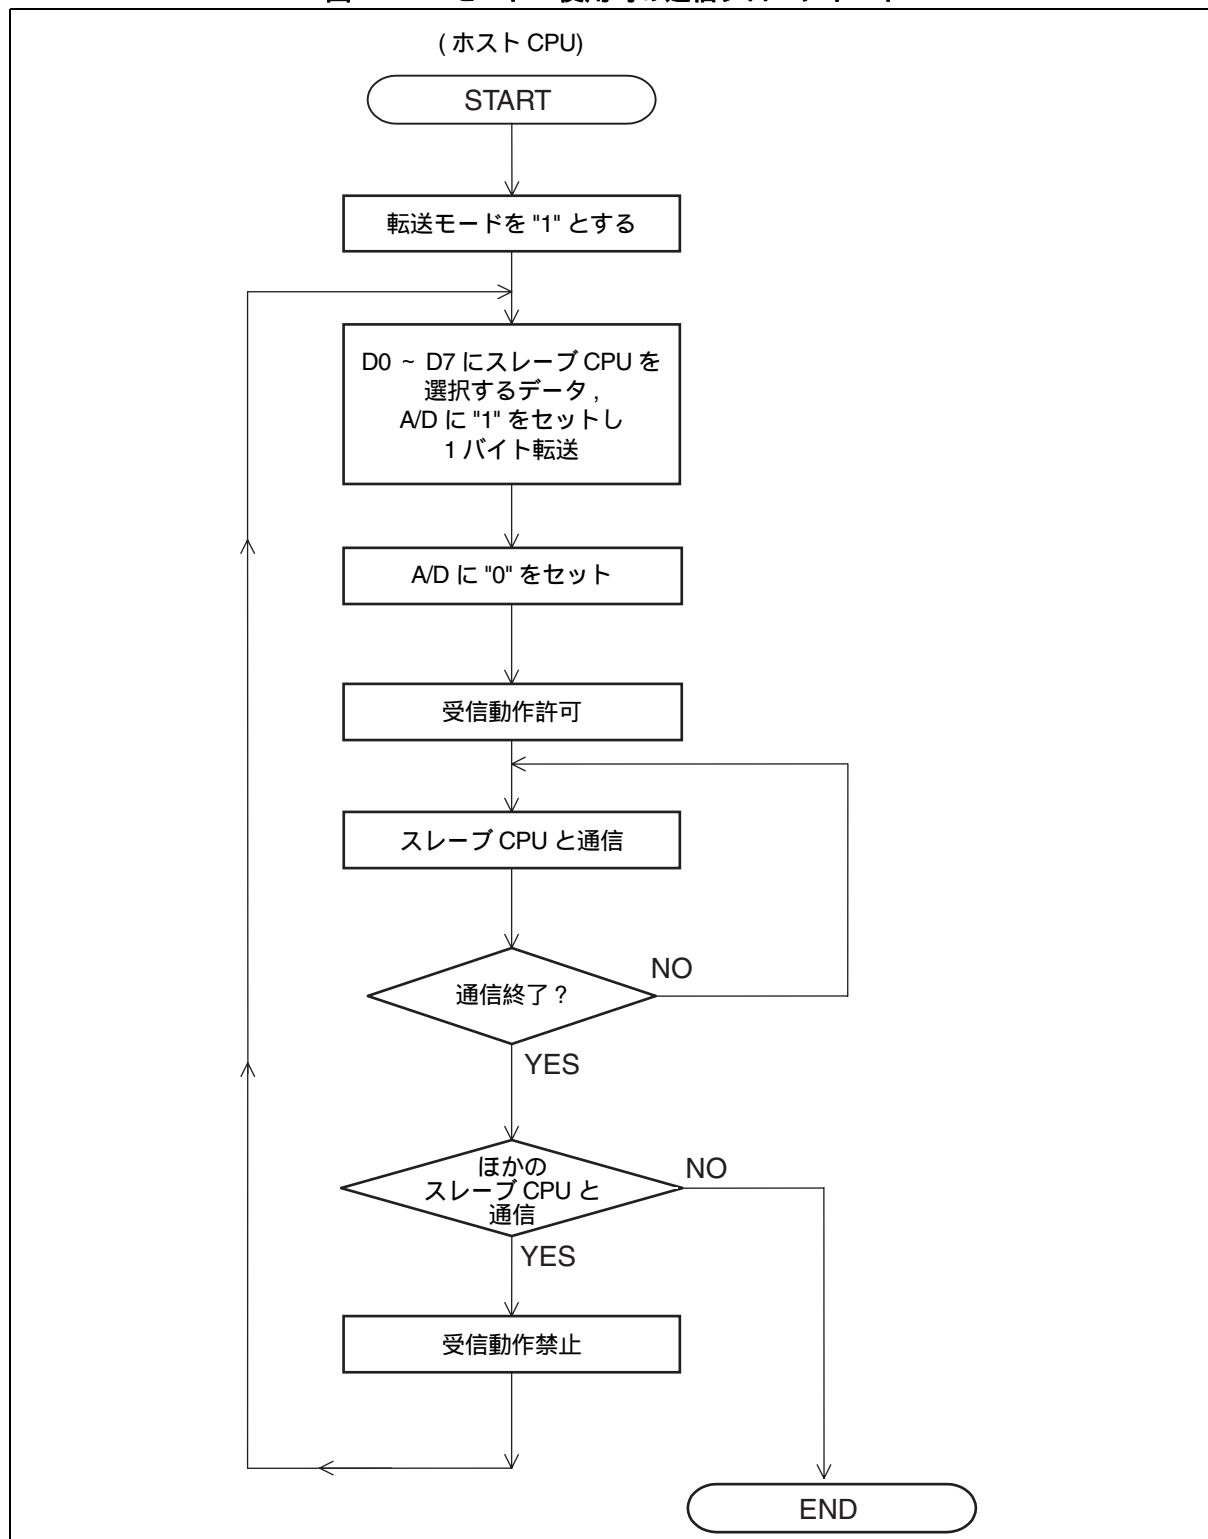 ( ホスト CPU)
START
転送モードを "1" とする
D0 ~ D7 にスレーブ CPU を
選択するデータ ,
A/D に "1" をセットし
1 バイト転送
A/D に "0" をセット
受信動作許可
スレーブ CPU と通信
通信終了 ?
NO
YES
ほかの
スレーブ CPU と
通信
NO
YES
受信動作禁止
END